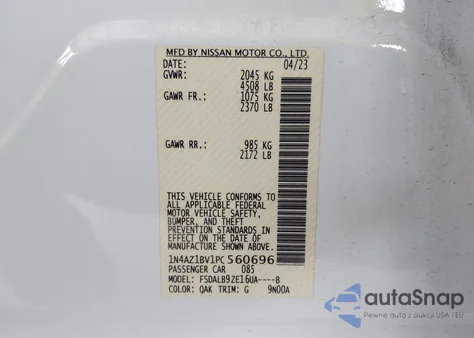 MFD BY NISSAN MOTOR CO., LTD.
DATE: 04/23
GVWR: 2045 KG
4508 LB
GAWR FR.: 1075 KG
2370 LB
GAWR RR.: 985 KG
2172 LB
THIS VEHICLE CONFORMS TO
ALL APPLICABLE FEDERAL
MOTOR VEHICLE SAFETY,
BUMPER, AND THEFT
PREVENTION STANDARDS IN
EFFECT ON THE DATE OF
MANUFACTURE SHOWN ABOVE.
1N4AZ1BV1PC560696
PASSENGER CAR 085
MODEL: FSDALB9ZE16UA----B
COLOR: QAK TRIM: G 9N00A
autoSnap
Pewne auto z aukcji USA i EU